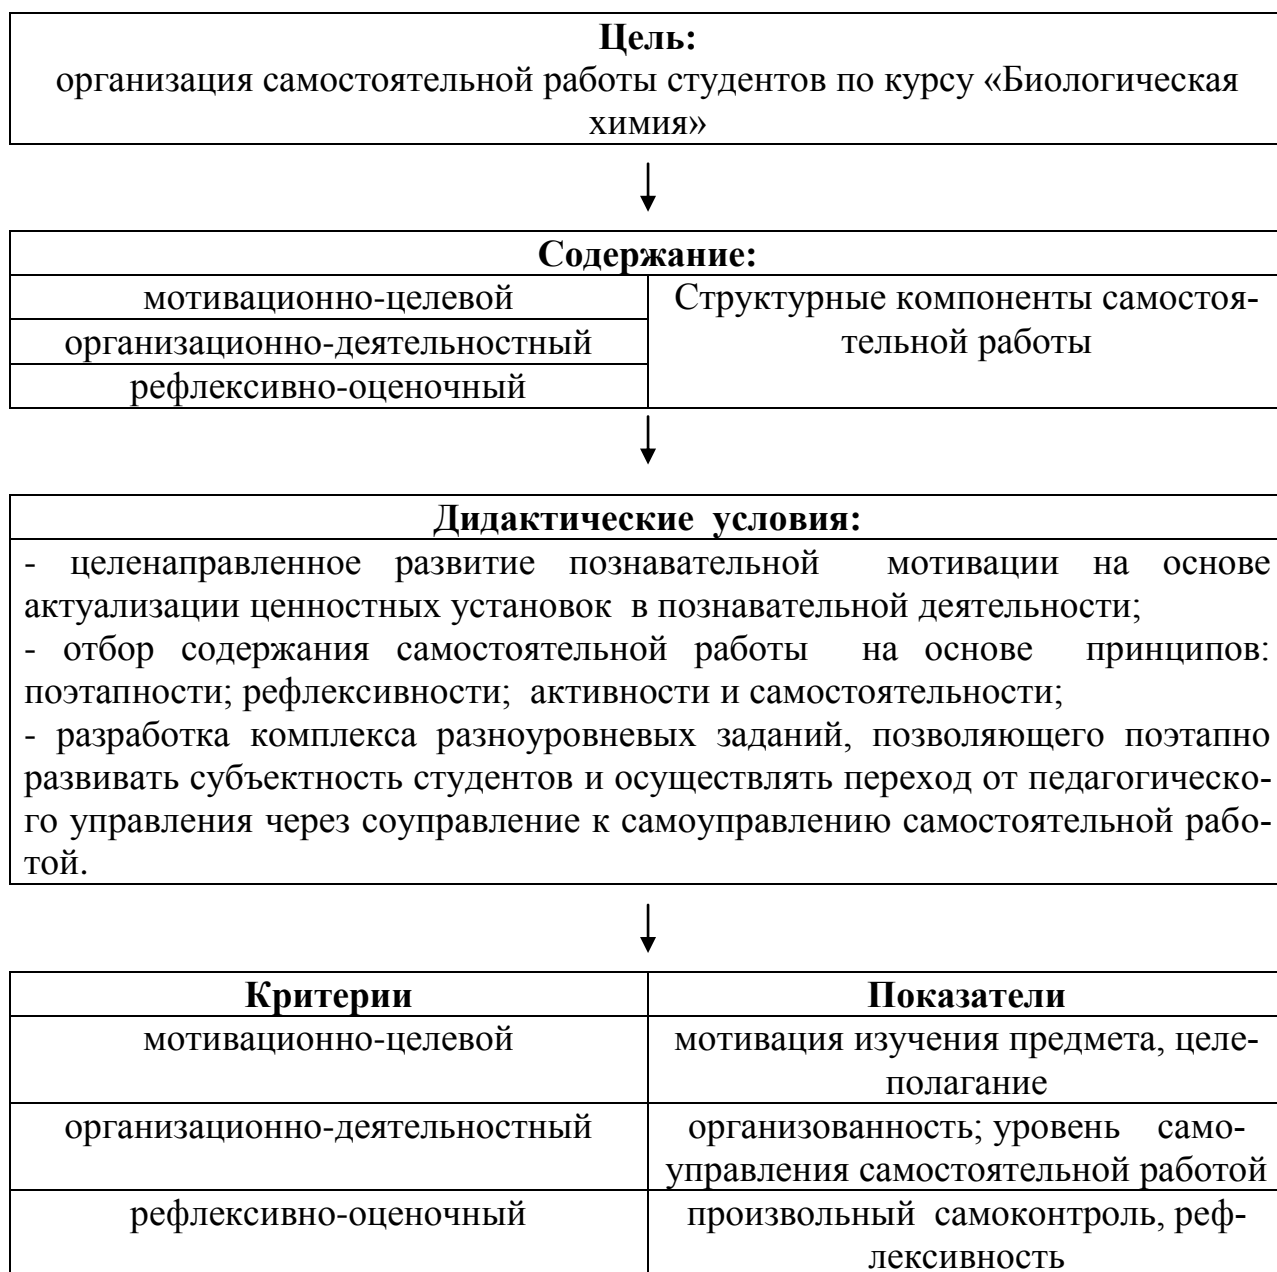 Цель:
организация самостоятельной работы студентов по курсу «Биологическая
химия»
Содержание:
мотивационно-целевой
организационно-деятельностный
рефлексивно-оценочный
Структурные компоненты самостоя-
тельной работы
Дидактические условия:
- целенаправленное развитие познавательной мотивации на основе
актуализации ценностных установок в познавательной деятельности;
- отбор содержания самостоятельной работы на основе принципов:
поэтапности; рефлексивности; активности и самостоятельности;
- разработка комплекса разноуровневых заданий, позволяющего поэтапно
развивать субъектность студентов и осуществлять переход от педагогическо-
го управления через соуправление к самоуправлению самостоятельной рабо-
той.
Критерии
Показатели
мотивационно-целевой
мотивация изучения предмета, целе-
полагание
организационно-деятельностный
организованность; уровень само-
управления самостоятельной работой
рефлексивно-оценочный
произвольный самоконтроль, реф-
лексивность